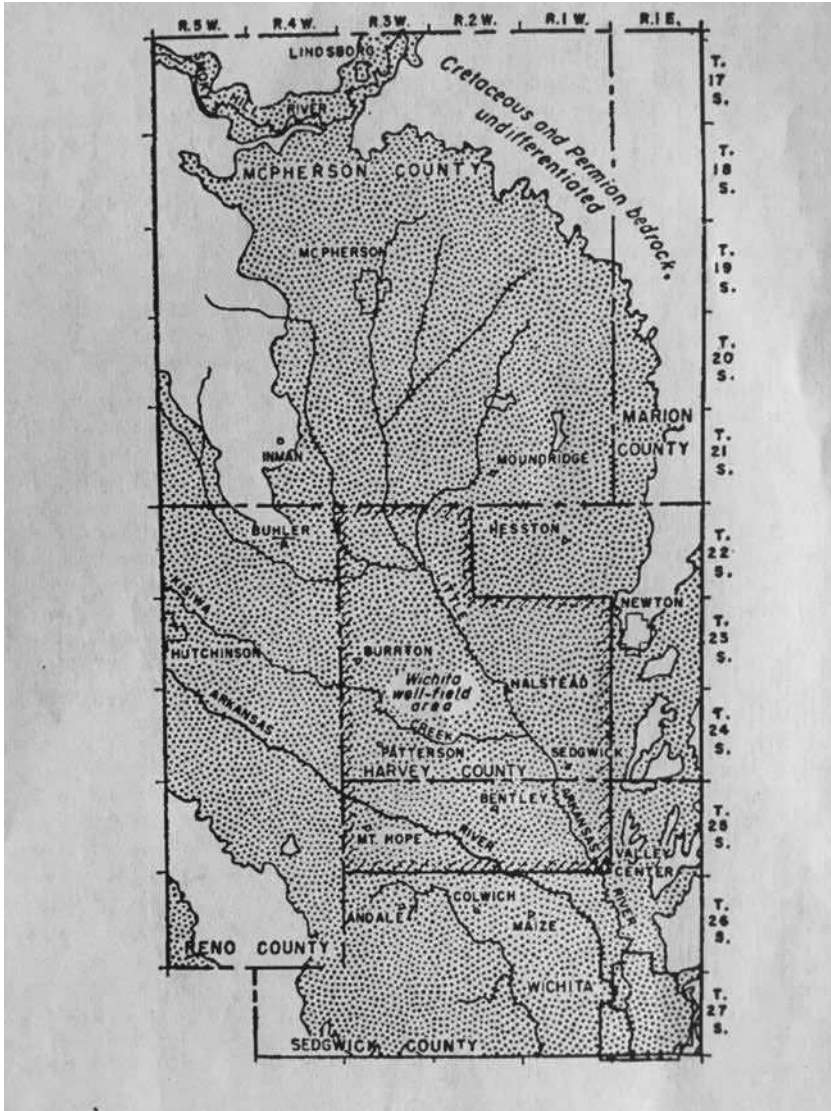 R.5 W. R.4 W. R.3 W. R.2 W. R.1 W. R.1 E.
LINDSBORG
T. 17 S.
SMOKY HILL RIVER
Cretaceous and Permian bedrock,
undifferentiated
T. 18 S.
MCPHERSON COUNTY
T. 19 S.
MCPHERSON
T. 20 S.
MARION
COUNTY
T. 21 S.
INMAN
MOUNDRIDGE
BUHLER
HESSTON
T. 22 S.
KISIWA
LITTLE
NEWTON
T. 23 S.
HUTCHINSON
BURRTON
Wichita
well-field
area
HALSTEAD
ARKANSAS
CREEK
T. 24 S.
PATTERSON
SEDGWICK
HARVEY COUNTY
BENTLEY
ARKANSAS
T. 25 S.
MT. HOPE
RIVER
VALLEY
CENTER
RIVER
COLWICH
ANDALE
MAIZE
T. 26 S.
RENO COUNTY
WICHITA
T. 27 S.
SEDGWICK COUNTY